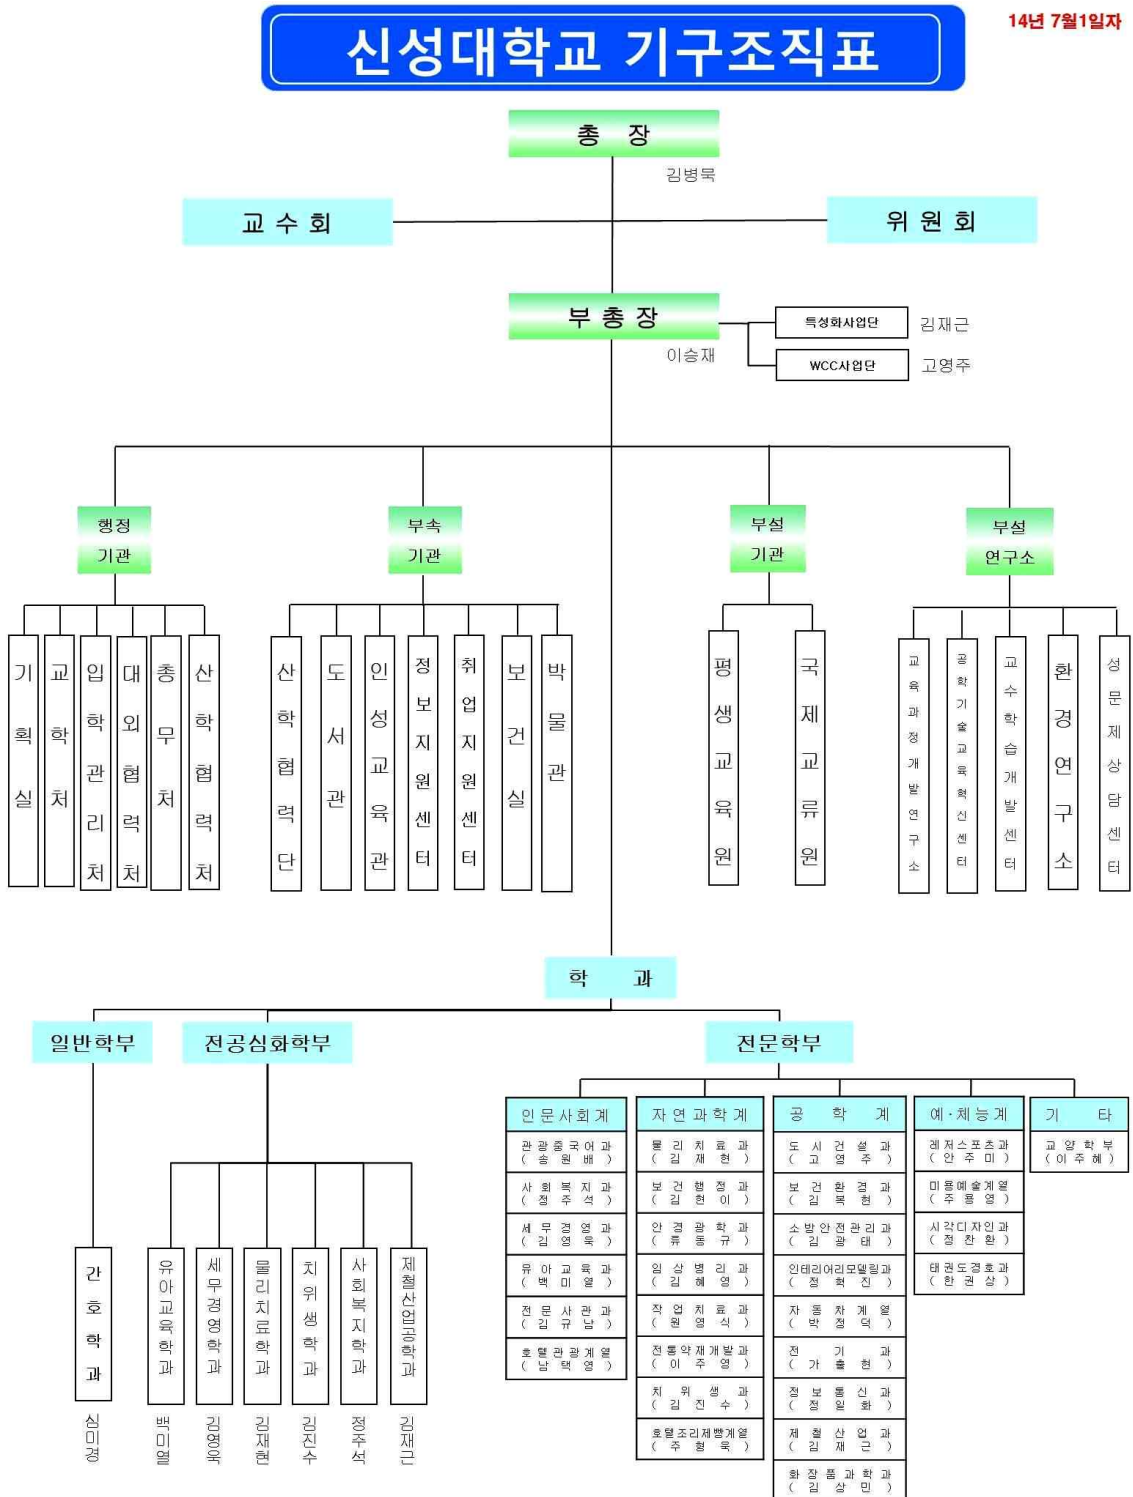 14년 7월1일자
신성대학교 기구조직표
총 장
김병묵
교 수 회
위 원 회
부 총 장
이승재
특성화사업단
김재근
WCC사업단
고영주
행정
기관
부속
기관
부설
기관
부설
연구소
기획실
교학처
입학관리처
대외협력처
총무처
산학협력처
산학협력단
도서관
인성교육관
정보지원센터
취업지원센터
보건실
박물관
평생교육원
국제교류원
교육과정개발연구소
공학기술교육혁신센터
교수학습개발센터
환경연구소
성문제상담센터
학 과
일반학부
전공심화학부
전문학부
간호학과
심미경
유아교육학과
백미열
세무경영학과
김영욱
물리치료학과
김재현
치위생학과
김진수
사회복지학과
정주석
제철산업공학과
김재근
인문사회계
관광중국어과
(송원배)
사회복지과
(정주석)
세무경영과
(김영욱)
유아교육과
(백미열)
전문사관과
(김규남)
호텔관광계열
(남택영)
자연과학계
물리치료과
(김재현)
보건행정과
(김현이)
안경광학과
(류동규)
임상병리과
(김혜영)
작업치료과
(원영식)
전통약재개발과
(이주영)
치위생과
(김진수)
호텔조리제빵계열
(주형욱)
공 학 계
도시건설과
(고영주)
보건환경과
(김복현)
소방안전관리과
(김광태)
인테리어리모델링과
(정혁진)
자동차계열
(박정덕)
전기과
(가출현)
정보통신과
(정일화)
제철산업과
(김재근)
화장품과학과
(김상민)
예·체능계
레저스포츠과
(안주미)
미용예술계열
(주용영)
시각디자인과
(정찬환)
태권도경호과
(한권상)
기 타
교양학부
(이주혜)